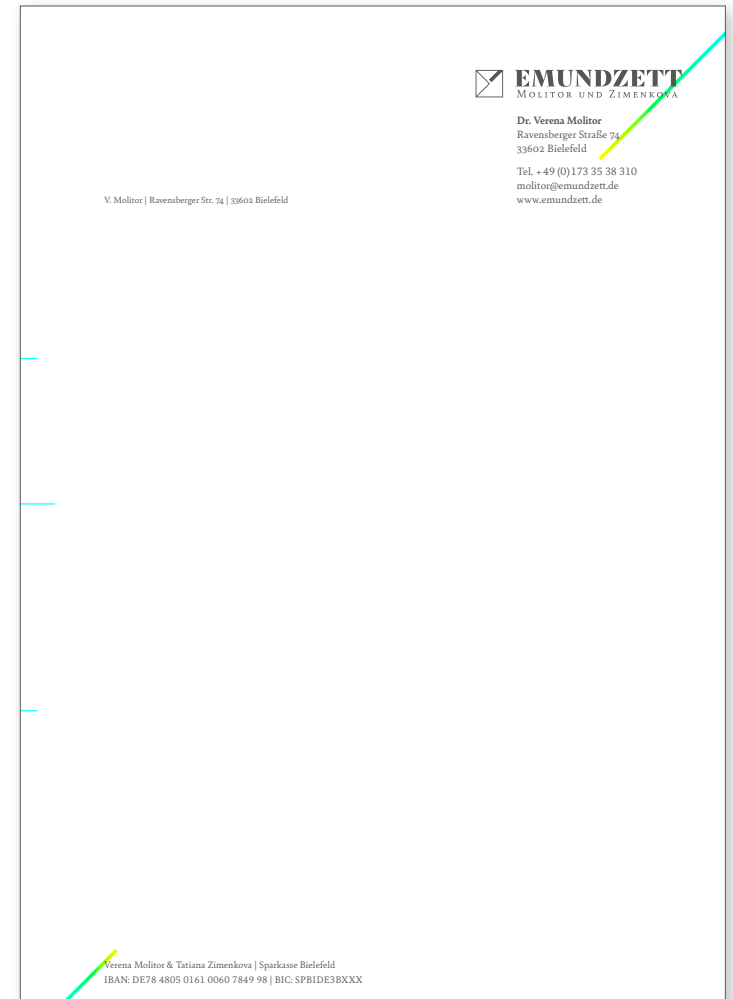 EMUNDZETT
Molitor und Zimenkova
Dr. Verena Molitor
Ravensberger Straße 74
33602 Bielefeld
Tel. +49 (0) 173 35 38 310
molitor@emundzett.de
www.emundzett.de
V. Molitor | Ravensberger Str. 74 | 33602 Bielefeld
Verena Molitor & Tatiana Zimenkova | Sparkasse Bielefeld
IBAN: DE78 4805 0161 0060 7849 98 | BIC: SPBIDE3BXXX